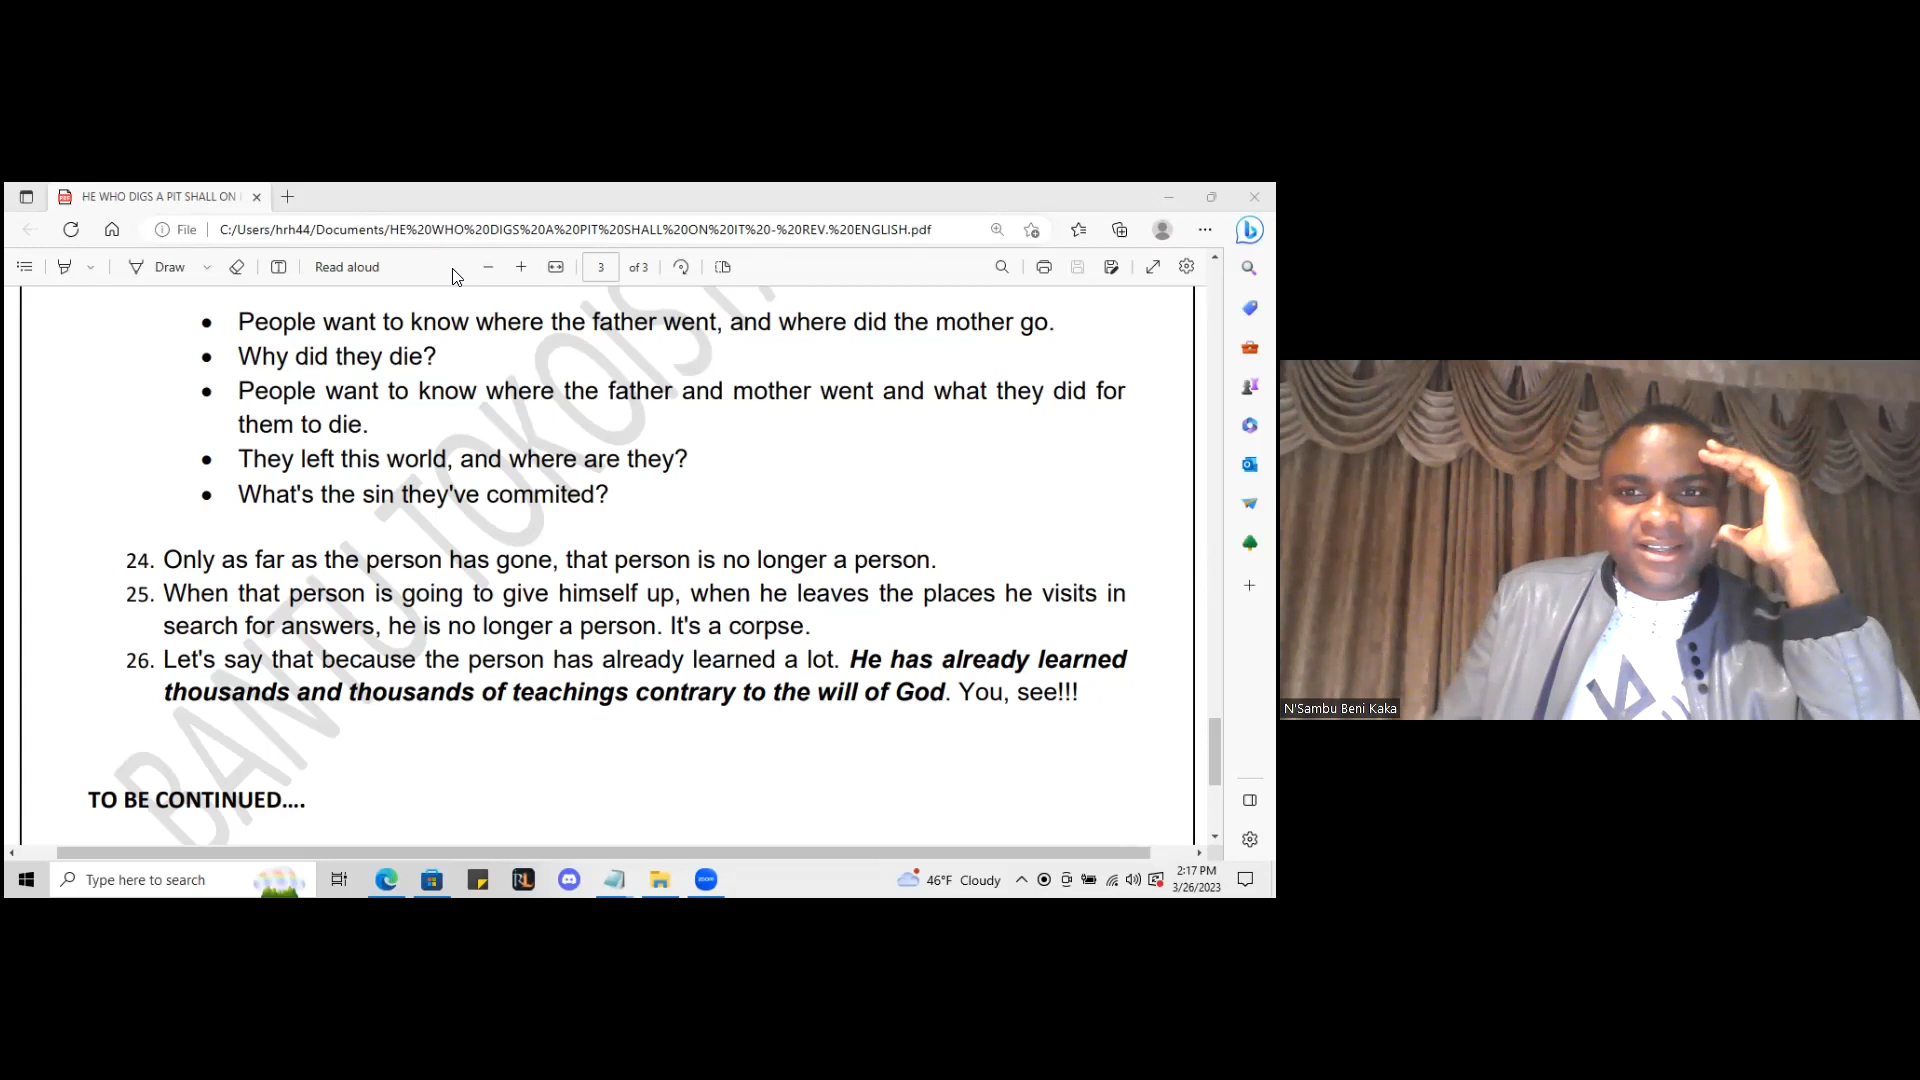 HE WHO DIGS A PIT SHALL ON
File
C:/Users/hrh44/Documents/HE%20WHO%20DIGS%20A%20PIT%20SHALL%20ON%20IT%20-%20REV.%20ENGLISH.pdf
Draw
Read aloud
3 of 3
• People want to know where the father went, and where did the mother go.
• Why did they die?
• People want to know where the father and mother went and what they did for
them to die.
• They left this world, and where are they?
• What's the sin they've commited?
24. Only as far as the person has gone, that person is no longer a person.
25. When that person is going to give himself up, when he leaves the places he visits in
search for answers, he is no longer a person. It's a corpse.
26. Let's say that because the person has already learned a lot. He has already learned
thousands and thousands of teachings contrary to the will of God. You, see!!!
TO BE CONTINUED....
BANTU TOKOIST
N'Sambu Beni Kaka
Type here to search
RL
zoom
46°F Cloudy
2:17 PM
3/26/2023